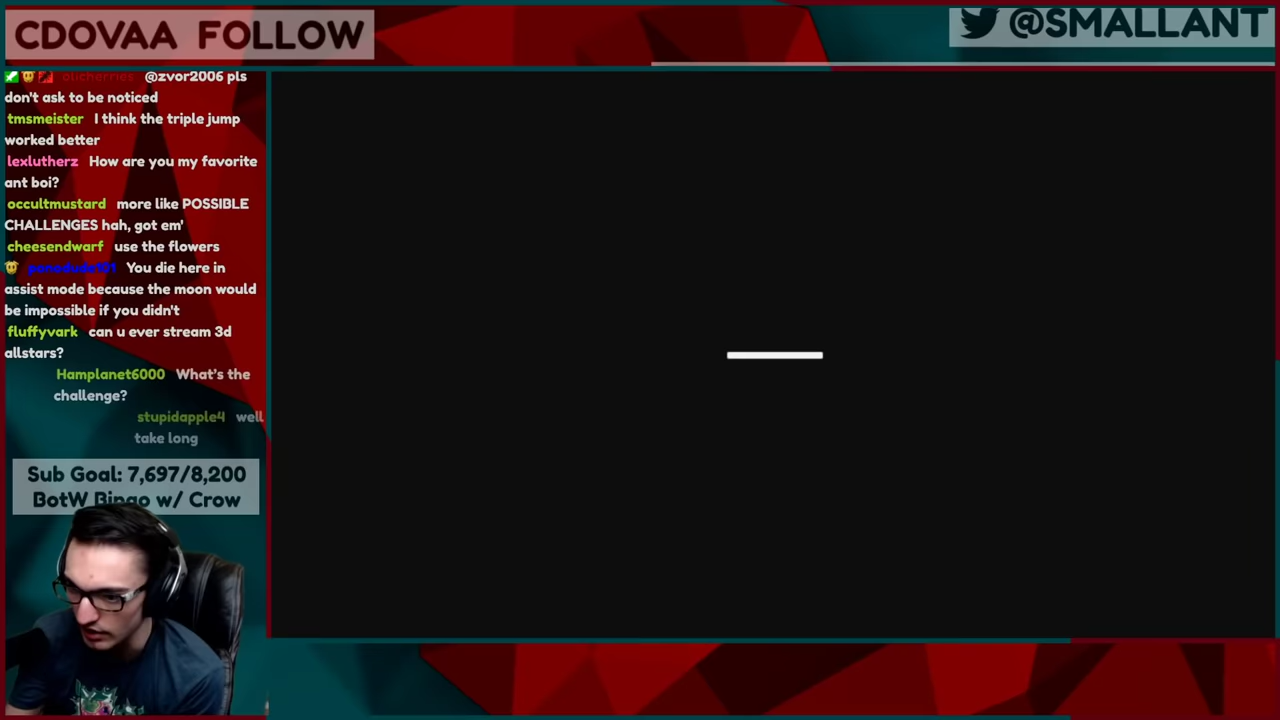 CDOVAA FOLLOW
@SMALLANT
olicherries @zvor2006 pls
don't ask to be noticed
tmsmeister I think the triple jump
worked better
lexlutherz How are you my favorite
ant boi?
occultmustard more like POSSIBLE
CHALLENGES hah, got em'
cheesendwarf use the flowers
You die here in
assist mode because the moon would
be impossible if you didn't
fluffyvark can u ever stream 3d
allstars?
Hamplanet6000 What's the
challenge?
stupidapple4 well
take long
Sub Goal: 7,697/8,200
BotW Bingo w/ Crow